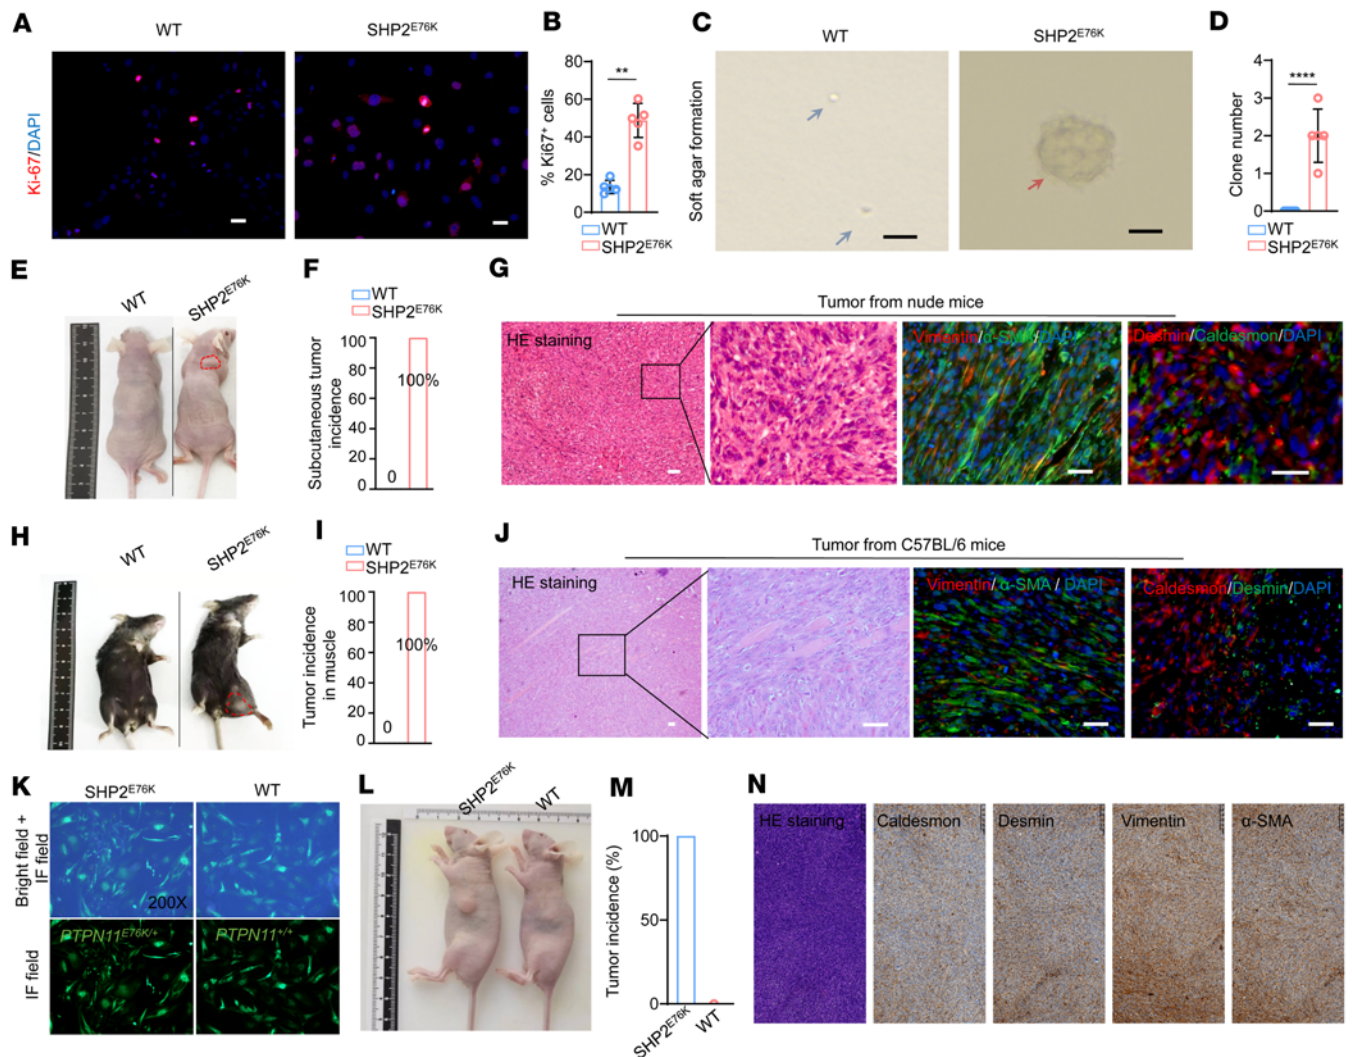 A
WT
SHP2E76K
Ki-67/DAPI
B
% Ki67+ cells
80
60
40
20
0
**
WT
SHP2E76K
C
WT
SHP2E76K
Soft agar formation
D
Clone number
4
3
2
1
0
****
WT
SHP2E76K
E
WT
SHP2E76K
F
WT
SHP2E76K
Subcutaneous tumor
incidence
100
80
60
40
20
0
100%
0
G
Tumor from nude mice
HE staining
Vimentin/α-SMA/DAPI
Desmin/Caldesmon/DAPI
H
WT
SHP2E76K
I
WT
SHP2E76K
Tumor incidence
in muscle
100
80
60
40
20
0
100%
0
J
Tumor from C57BL/6 mice
HE staining
Vimentin/ α-SMA / DAPI
Caldesmon/Desmin/DAPI
K
SHP2E76K
WT
Bright field +
IF field
200X
IF field
PTPN11E76K/+
PTPN11+/+
L
SHP2E76K
WT
M
Tumor incidence (%)
100
50
0
SHP2E76K
WT
N
HE staining
Caldesmon
Desmin
Vimentin
α-SMA